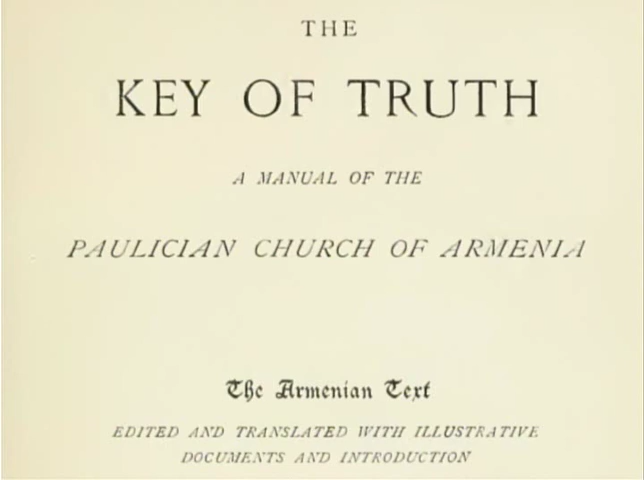 THE
KEY OF TRUTH
A MANUAL OF THE
PAULICIAN CHURCH OF ARMENIA
The Armenian Text
EDITED AND TRANSLATED WITH ILLUSTRATIVE
DOCUMENTS AND INTRODUCTION